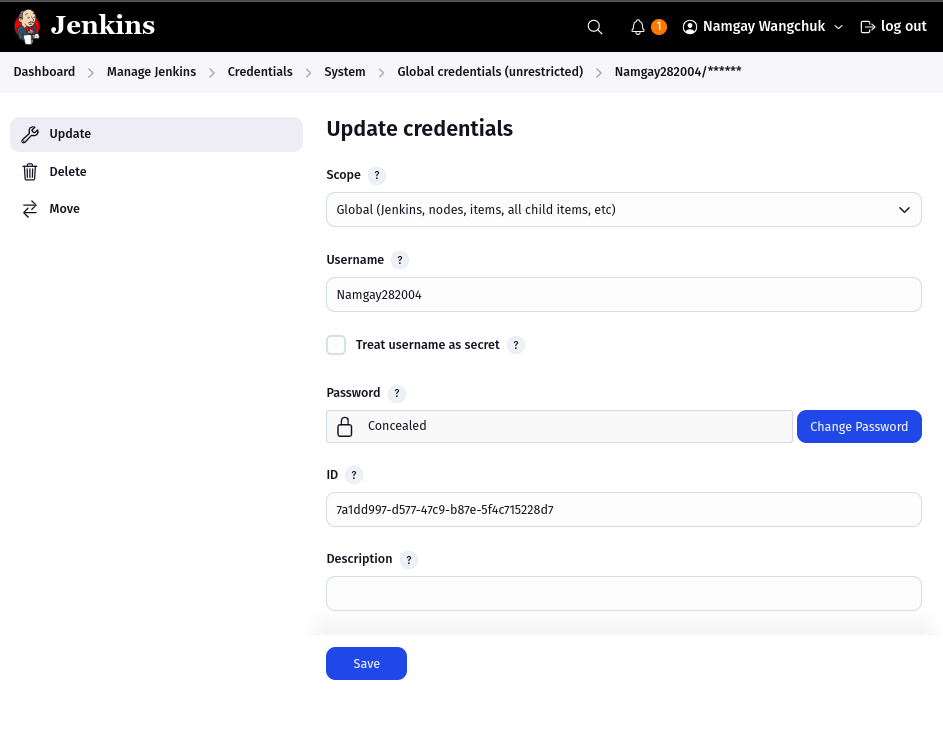 Jenkins
1
Namgay Wangchuk
log out
Dashboard
Manage Jenkins
Credentials
System
Global credentials (unrestricted)
Namgay282004/******
Update
Delete
Move
Update credentials
Scope ?
Global (Jenkins, nodes, items, all child items, etc)
Username ?
Namgay282004
Treat username as secret ?
Password ?
Concealed
Change Password
ID ?
7a1dd997-d577-47c9-b87e-5f4c715228d7
Description ?
Save